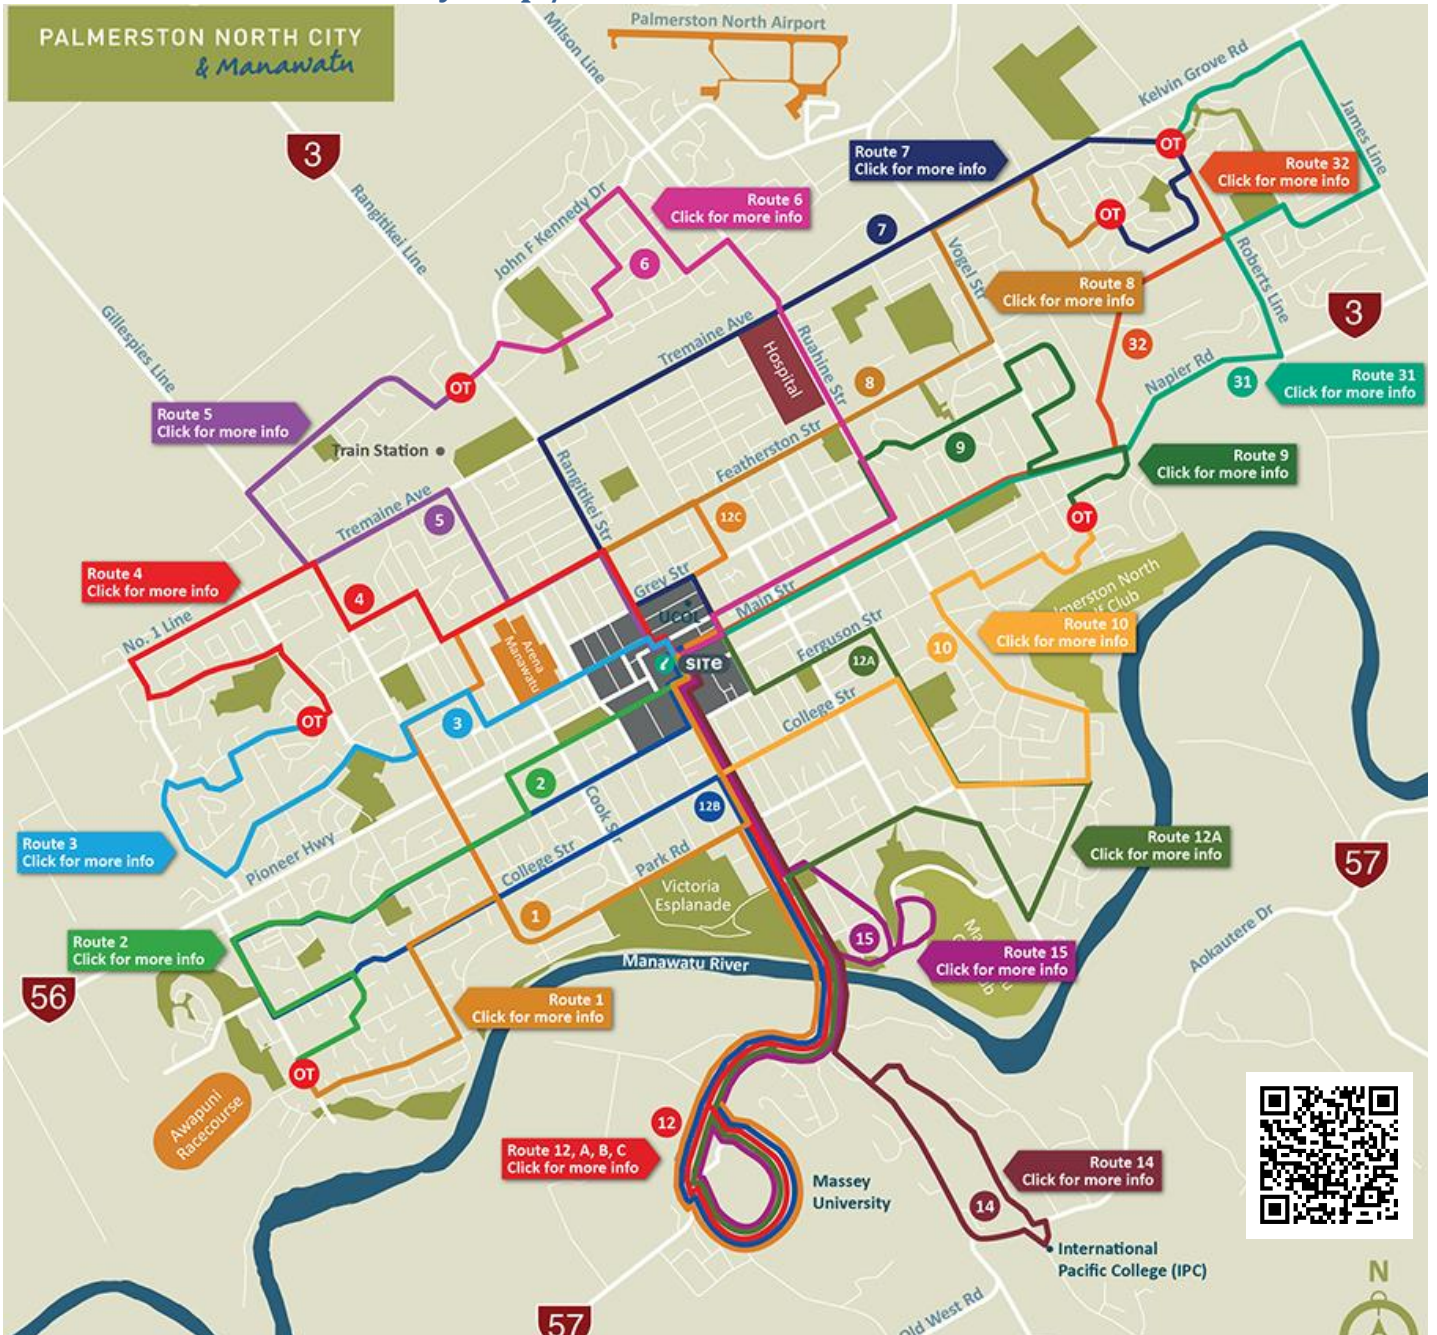 PALMERSTON NORTH CITY
& Manawatu
Milson Line
Palmerston North Airport
Kelvin Grove Rd
James Line
3
Rangitikei Line
John F Kennedy Dr
Route 7
Click for more info
OT
Route 32
Click for more info
Route 6
Click for more info
OT
7
6
Vogel Str
Roberts Line
Route 8
Click for more info
3
Gillespies Line
Tremaine Ave
Hospital
Ruahine Str
32
Napier Rd
8
31
Route 31
Click for more info
OT
Route 5
Click for more info
Train Station
Rangitikei Str
Featherston Str
9
Route 9
Click for more info
Tremaine Ave
5
12C
OT
Route 4
Click for more info
4
No. 1 Line
Grey Str
UCOL
Main Str
Palmerston North
Golf Club
Route 10
Click for more info
Arena
Manawatu
SITE
Ferguson Str
12A
10
OT
3
College Str
2
Cook Str
12B
Route 3
Click for more info
Pioneer Hwy
College Str
Park Rd
Route 12A
Click for more info
57
Victoria
Esplanade
1
15
Route 15
Click for more info
Aokautere Dr
Route 2
Click for more info
Manawatu River
56
Route 1
Click for more info
OT
Awapuni
Racecourse
12
Route 12, A, B, C
Click for more info
Massey
University
Route 14
Click for more info
14
International
Pacific College (IPC)
N
57
Old West Rd